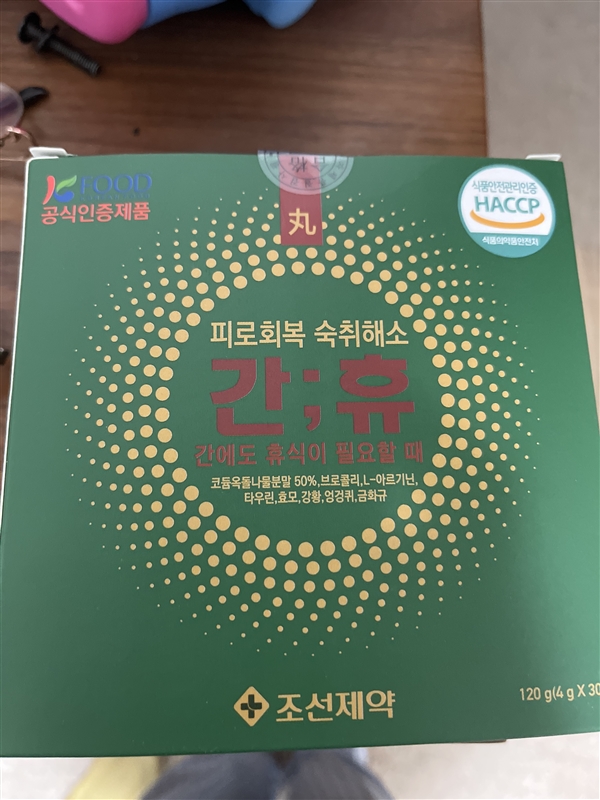 FOOD
공식인증제품
丸
식품안전관리인증
HACCP
식품의약품안전처
피로회복 숙취해소
간;휴
간에도 휴식이 필요할 때
코듐옥돌나물분말 50%,브로콜리,L-아르기닌,
타우린,효모,강황,엉겅퀴,금화규
조선제약
120 g(4 g X 30